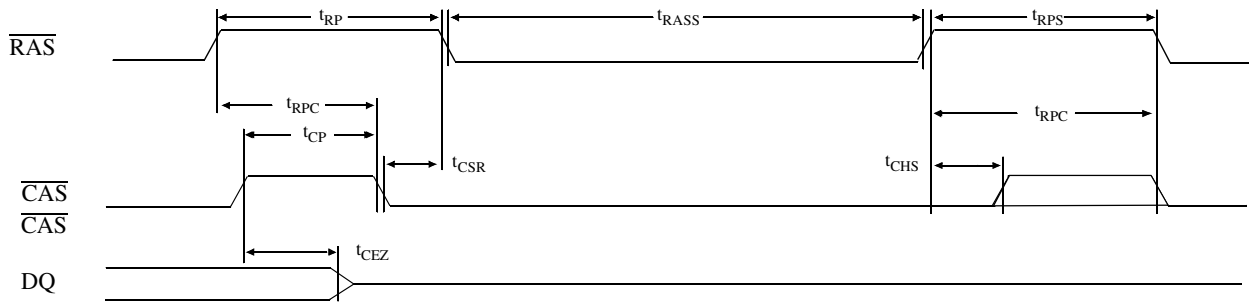 tRP tRASS tRPS
RAS
tRPC tRPC
tCP
tCSR tCHS
CAS
CAS
tCEZ
DQ